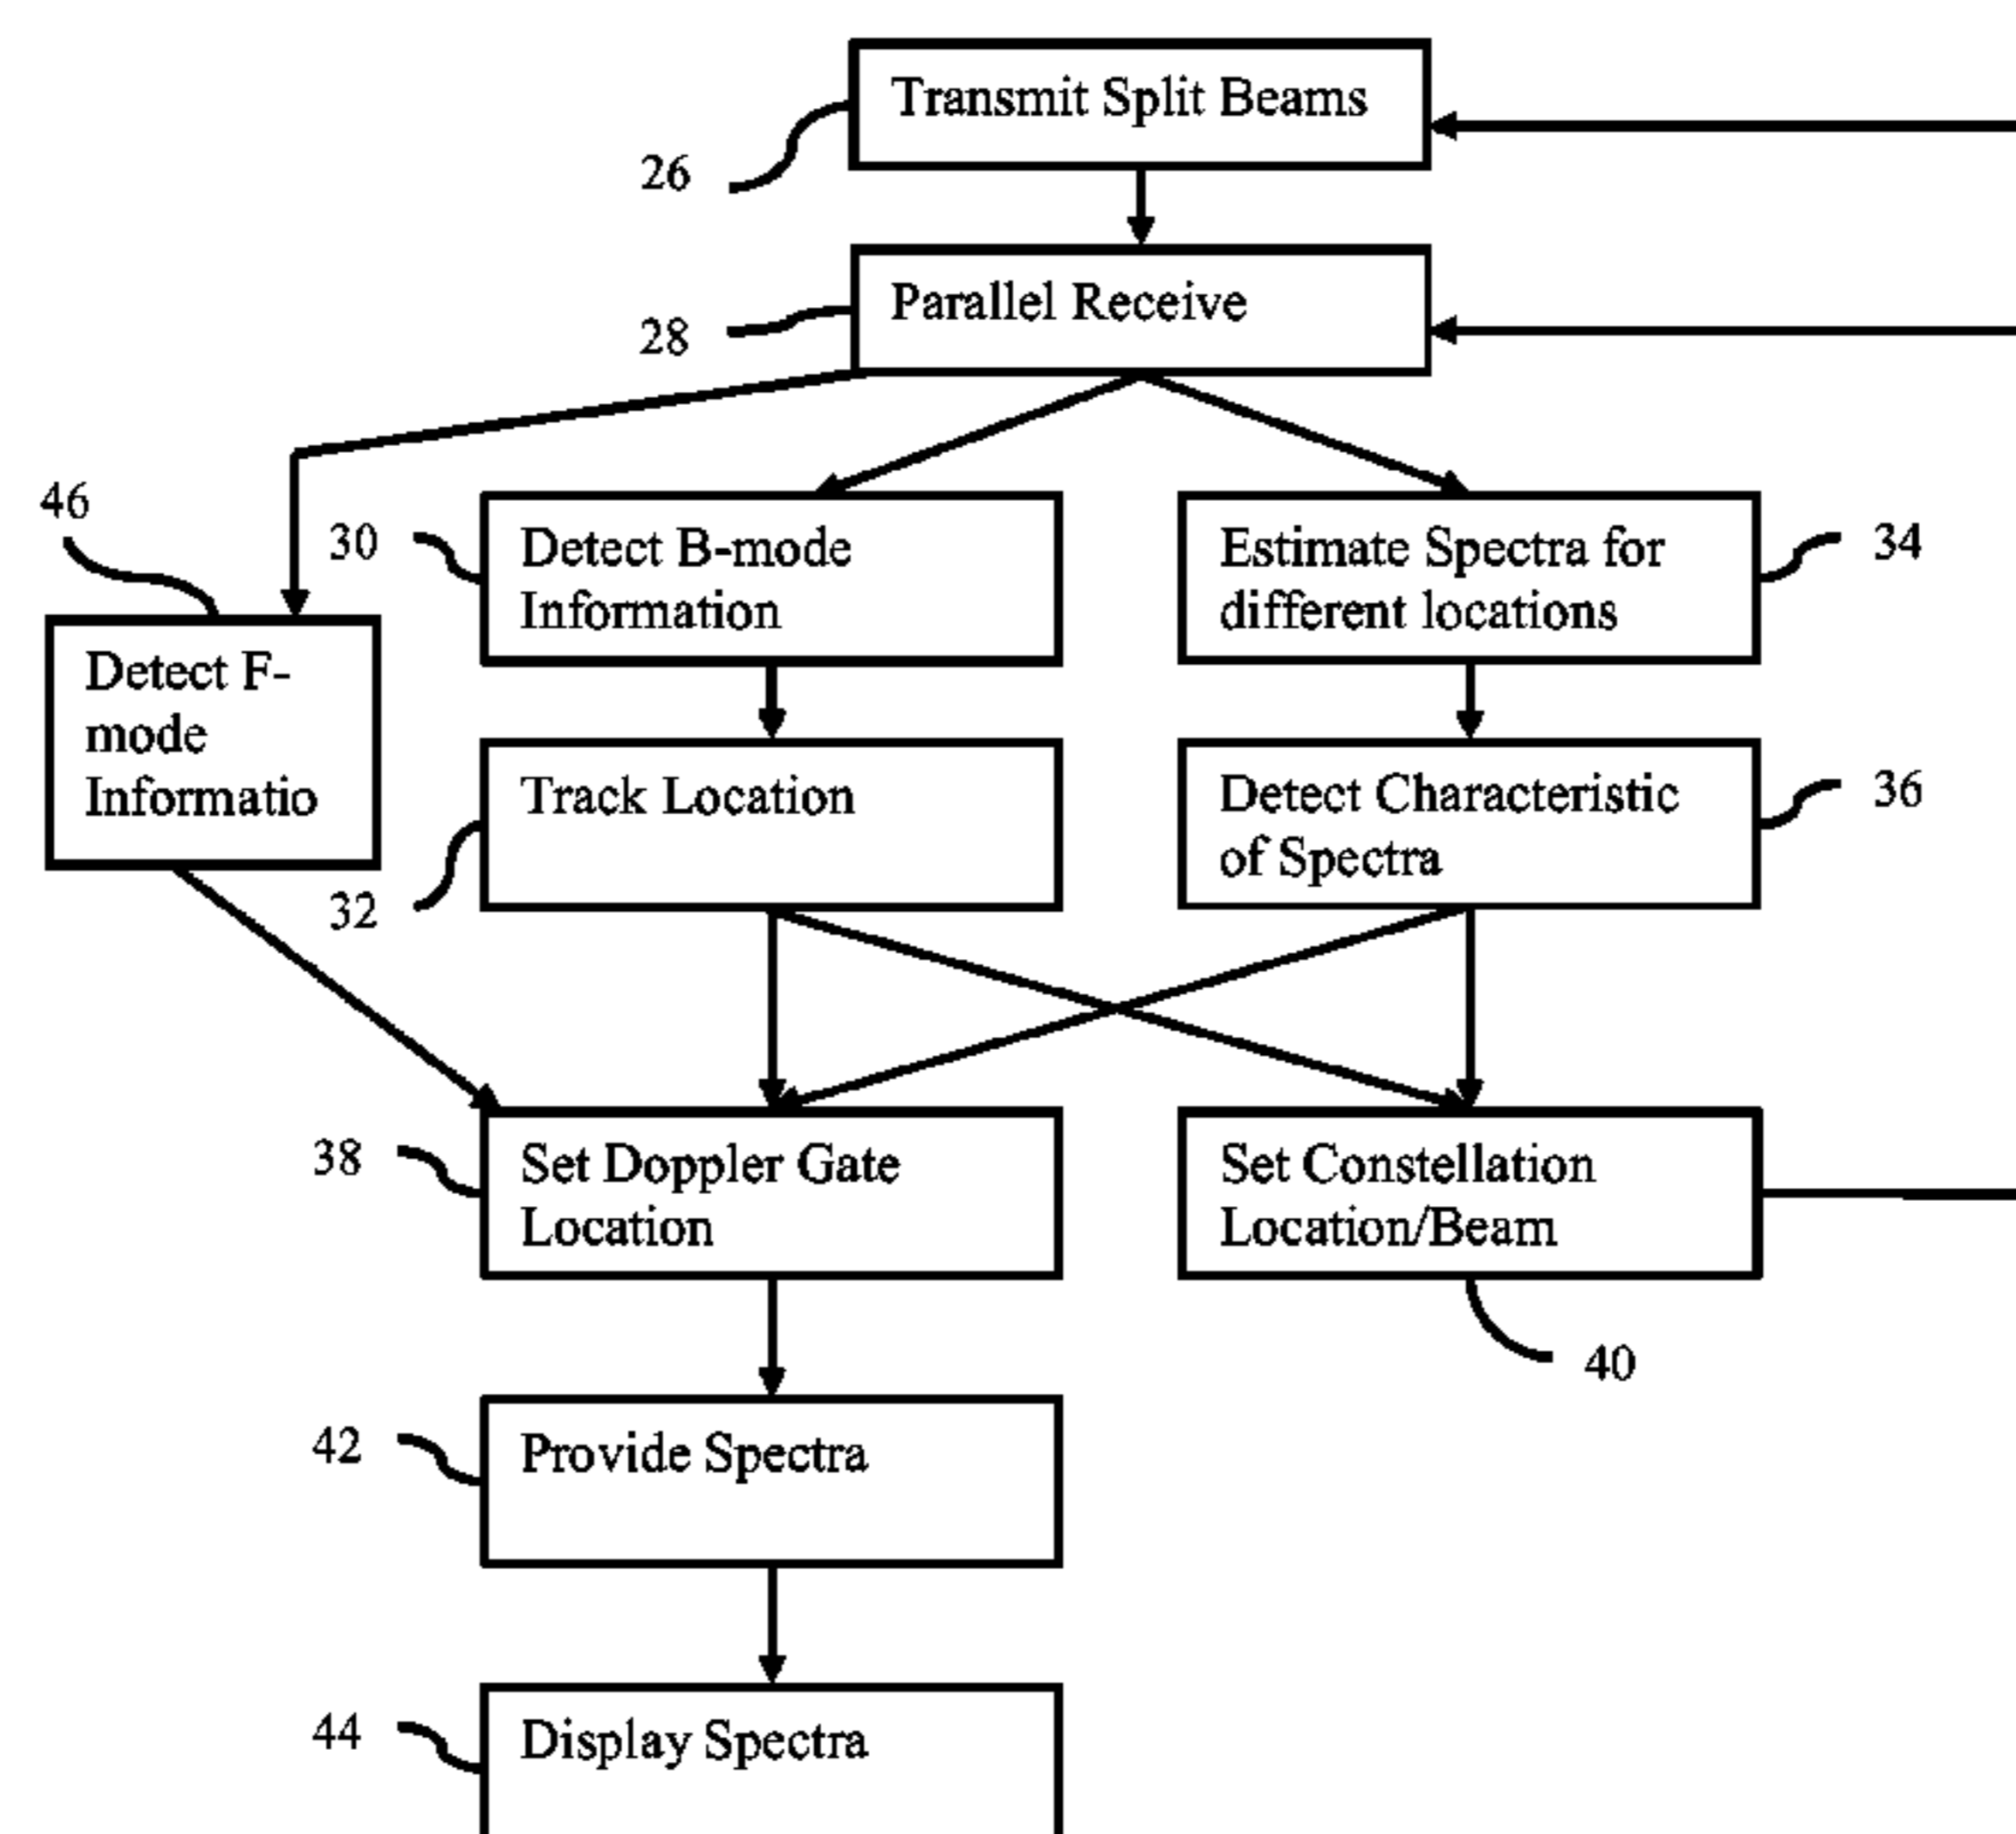 Transmit Split Beams
26
Parallel Receive
28
46
30
Detect B-mode
Information
Estimate Spectra for
different locations
34
Detect F-
mode
Informatio
Track Location
32
Detect Characteristic
of Spectra
36
38
Set Doppler Gate
Location
Set Constellation
Location/Beam
40
42
Provide Spectra
44
Display Spectra